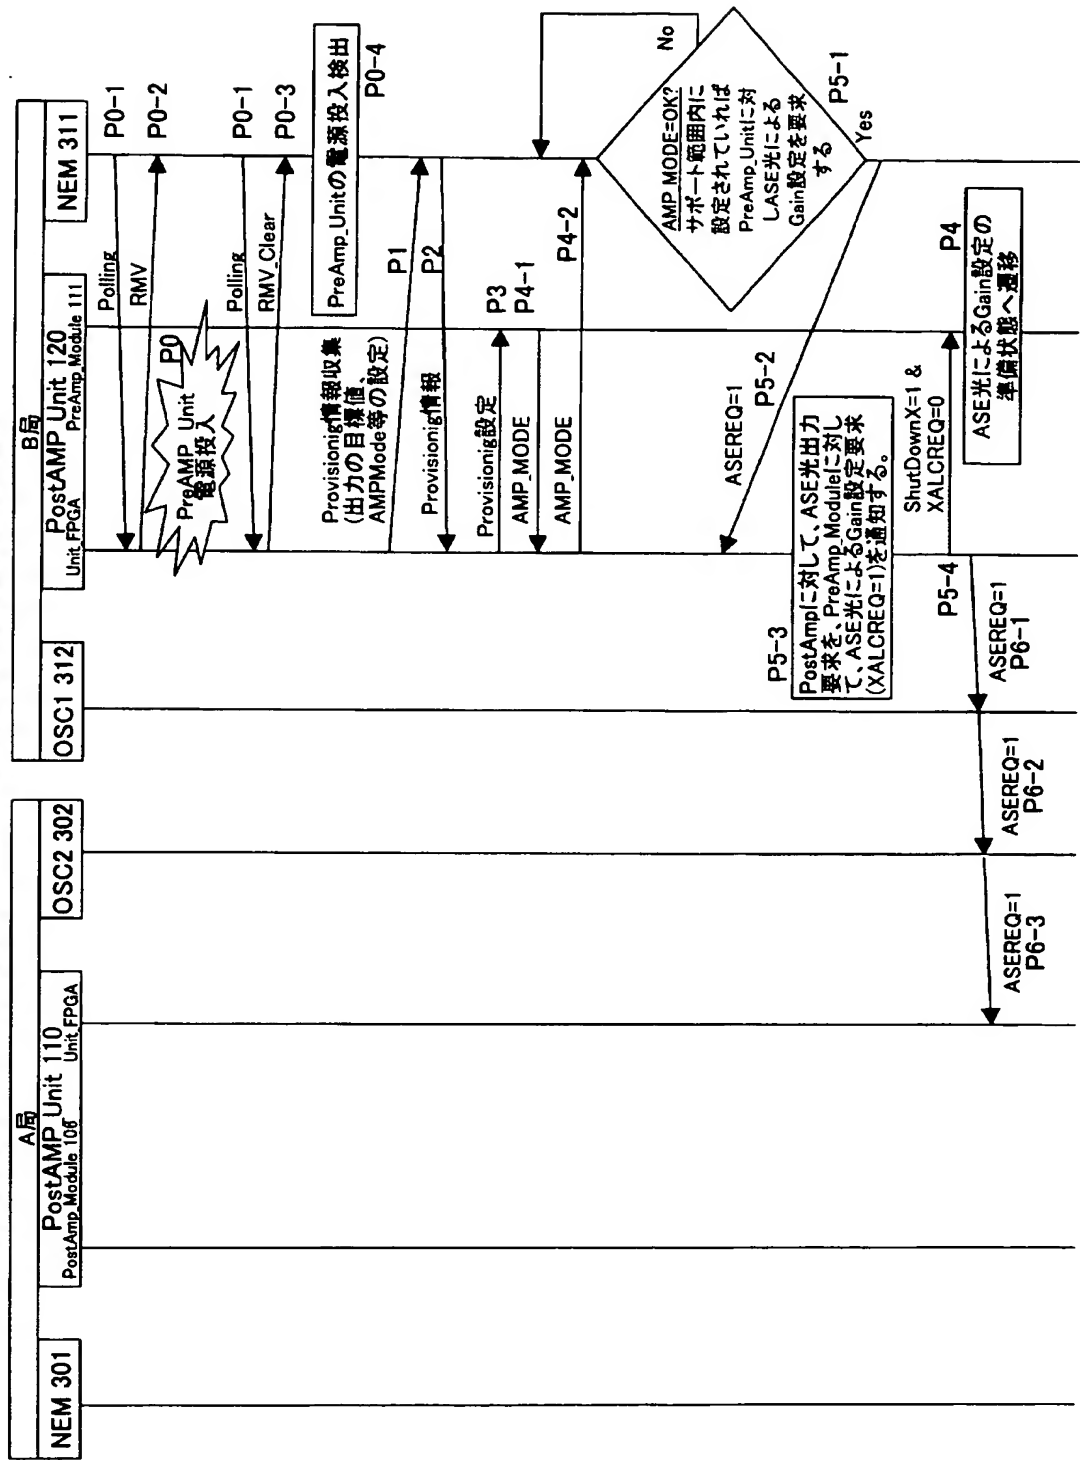 A局
NEM 301
PostAMP Unit 110
PostAmp_Module 106
Unit_FPGA
OSC2 302
B局
OSC1 312
PostAMP Unit 120
Unit_FPGA
PreAmp_Module 111
NEM 311
Polling
P0-1
RMV
P0-2
P0
PreAMP Unit
電源投入
Polling
P0-1
RMV_Clear
P0-3
PreAmp_Unitの電源投入検出
P0-4
Provisionig情報収集
(出力の目標値、
AMPMode等の設定)
P1
Provisionig情報
P2
Provisionig設定
P3
AMP_MODE
P4-1
AMP_MODE
P4-2
No
AMP MODE=OK?
サポート範囲内に
設定されていれば
PreAmp_Unitに対
しASE光による
Gain設定を要求
する
P5-1
Yes
ASEREQ=1
P5-2
P5-3
PostAmpに対して、ASE光出力
要求を、PreAmp_Moduleに対し
て、ASE光によるGain設定要求
(XALCREQ=1)を通知する。
P5-4
ShutDownX=1 &
XALCREQ=0
P4
ASE光によるGain設定の
準備状態へ遷移
ASEREQ=1
P6-1
ASEREQ=1
P6-2
ASEREQ=1
P6-3